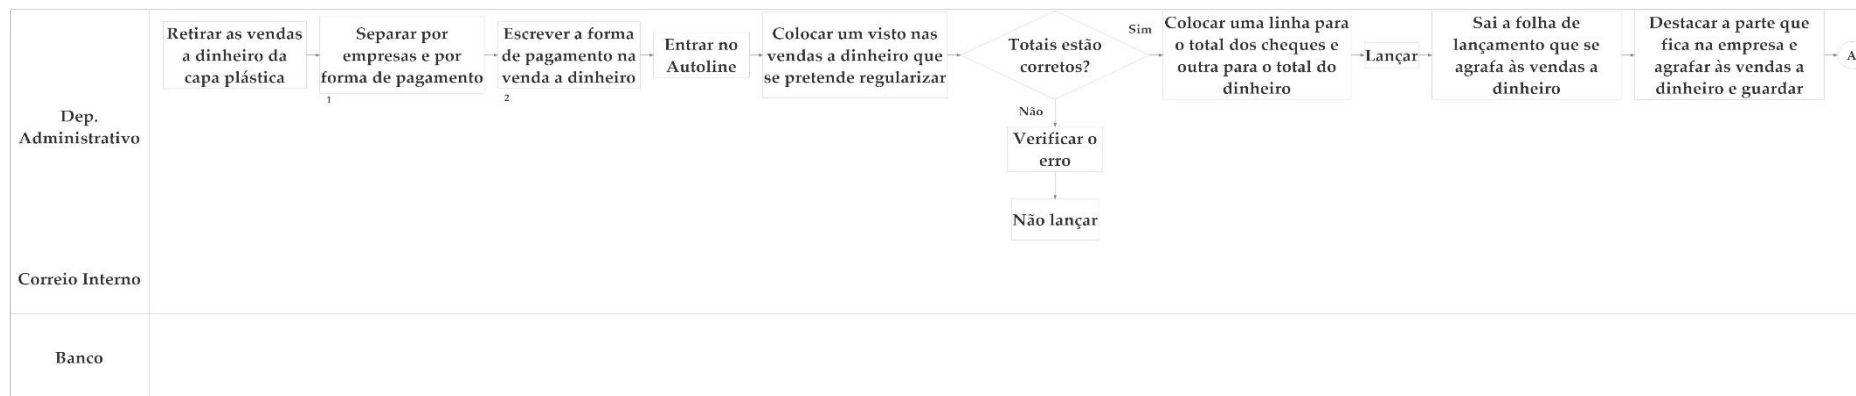 Retirar as vendas
a dinheiro da
capa plástica
Separar por
empresas e por
forma de pagamento
1
Escrever a forma
de pagamento na
venda a dinheiro
2
Entrar no
Autoline
Colocar um visto nas
vendas a dinheiro que
se pretende regularizar
Totais estão
corretos?
Sim
Colocar uma linha para
o total dos cheques e
outra para o total do
dinheiro
Lançar
Sai a folha de
lançamento que se
agrafa às vendas a
dinheiro
Destacar a parte que
fica na empresa e
agrafar às vendas a
dinheiro e guardar
A
Não
Verificar o
erro
Não lançar
Dep.
Administrativo
Correio Interno
Banco